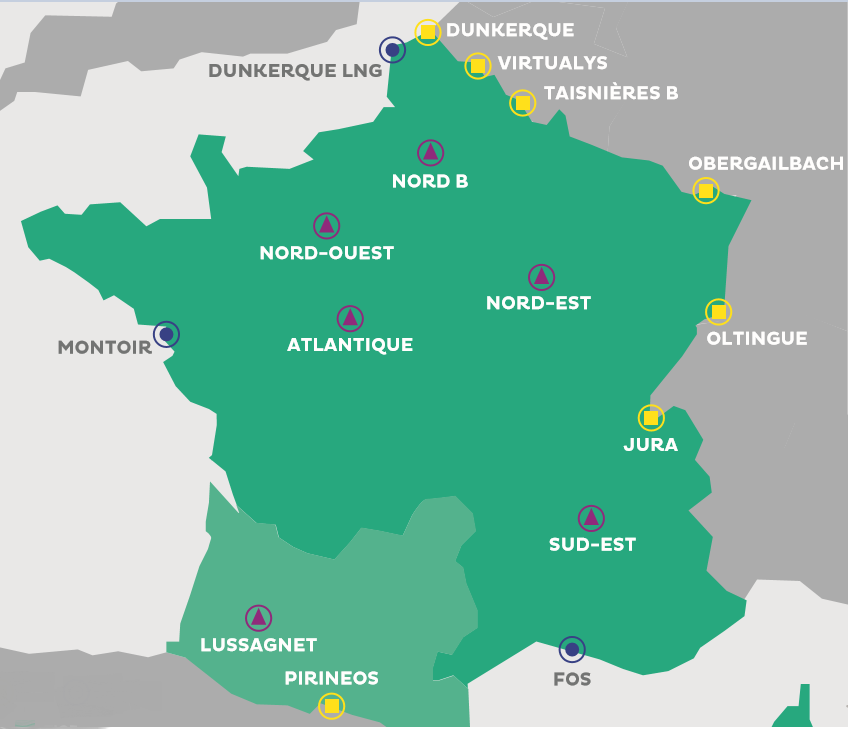 DUNKERQUE
VIRTUALYS
DUNKERQUE LNG
TAISNIÈRES B
OBERGAILBACH
NORD B
NORD-OUEST
NORD-EST
OLTINGUE
ATLANTIQUE
MONTOIR
JURA
SUD-EST
LUSSAGNET
PIRINEOS
FOS